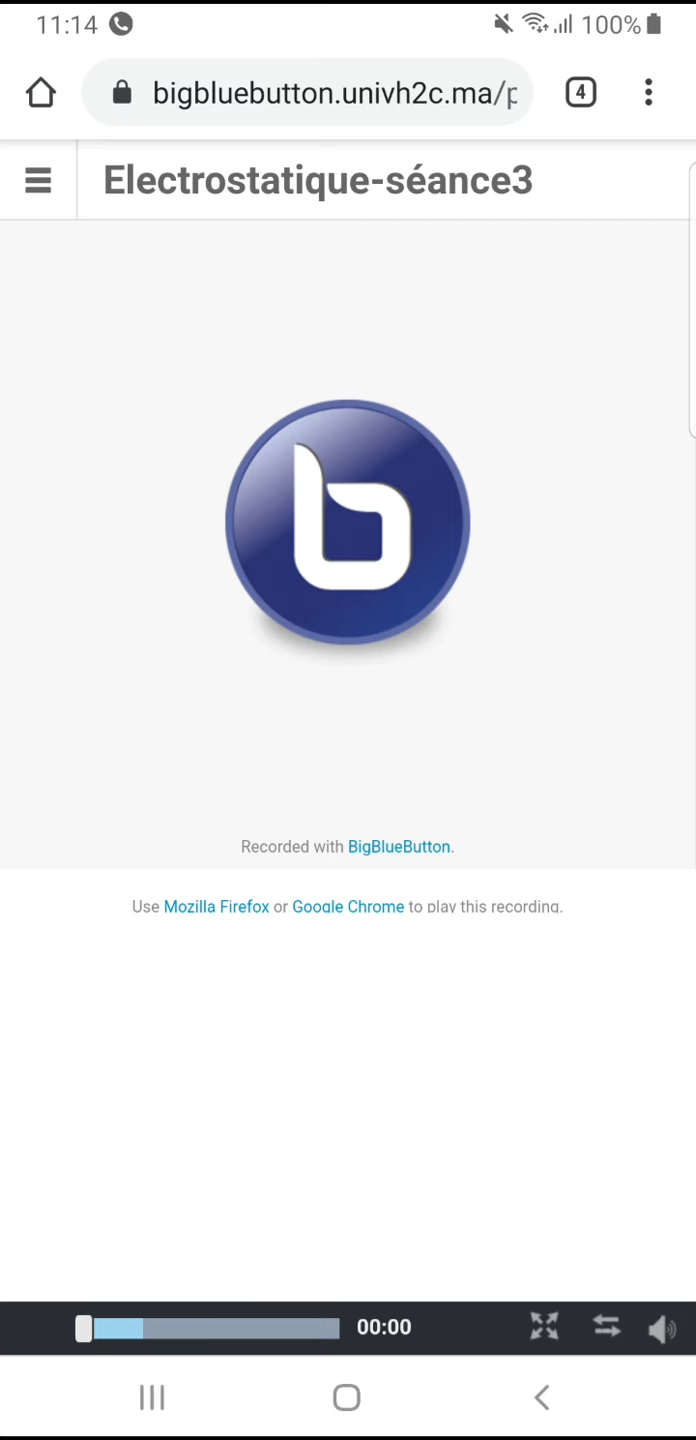 11:14
100%
bigbluebutton.univh2c.ma/p
4
Electrostatique-séance3
Recorded with BigBlueButton.
Use Mozilla Firefox or Google Chrome to play this recording.
00:00